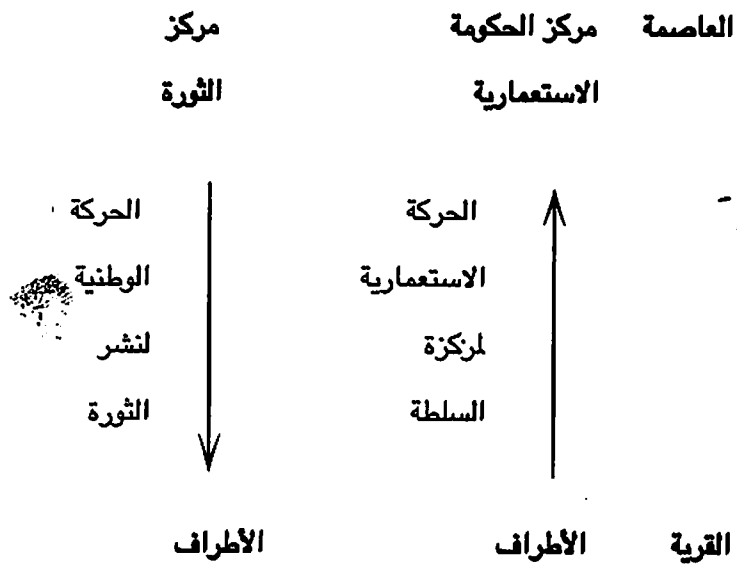 العاصمة مركز الحكومة مركز
الاستعمارية الثورة
الحركة الحركة
الاستعمارية الوطنية
لمركزة لنشر
السلطة الثورة
القرية الأطراف الأطراف